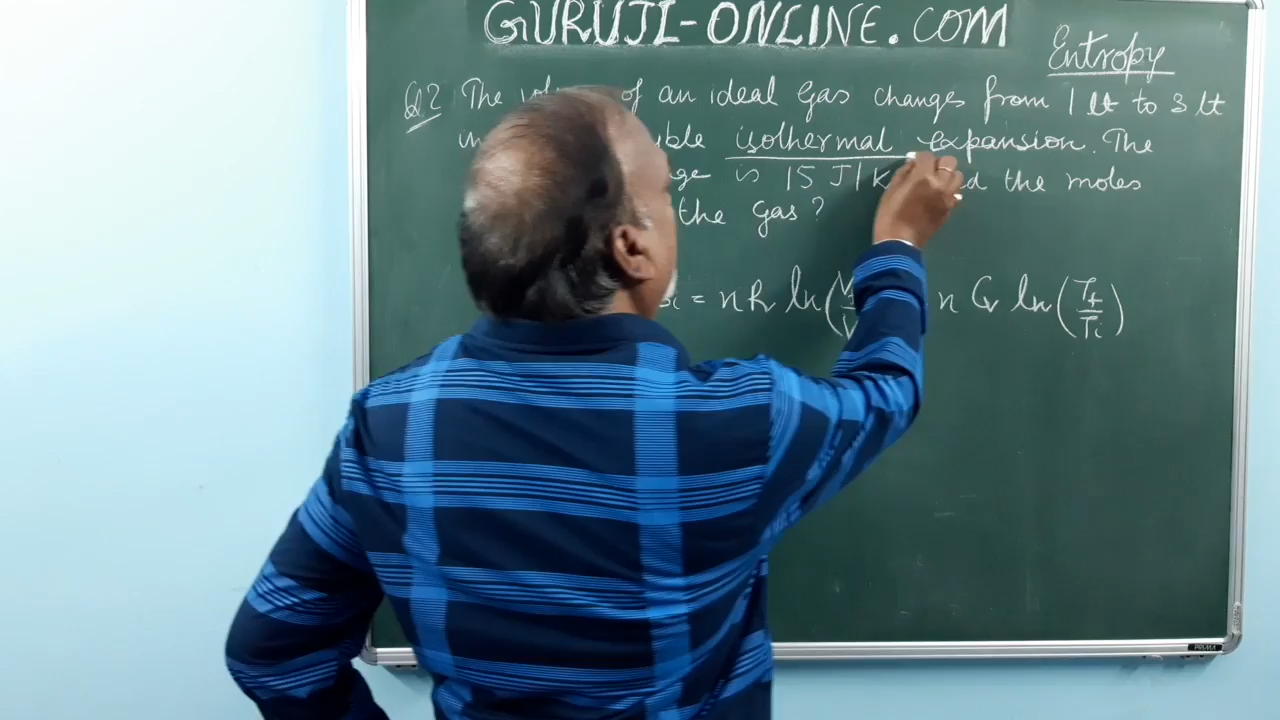 GURUJI-ONLINE.COM
Entropy
Q2 The of an ideal gas changes from 1 lt to 3 lt
isothermal expansion. The
is 15 J/K the moles
the gas?
= n R ln( n Cv ln(Tf/Ti)
PRIMA